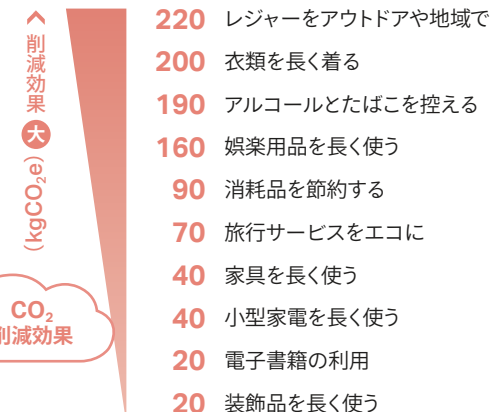 削減効果 大 (kgCO₂e)
220 レジャーをアウトドアや地域で
200 衣類を長く着る
190 アルコールとたばこを控える
160 娯楽用品を長く使う
90 消耗品を節約する
70 旅行サービスをエコに
40 家具を長く使う
40 小型家電を長く使う
20 電子書籍の利用
20 装飾品を長く使う
CO₂
削減効果